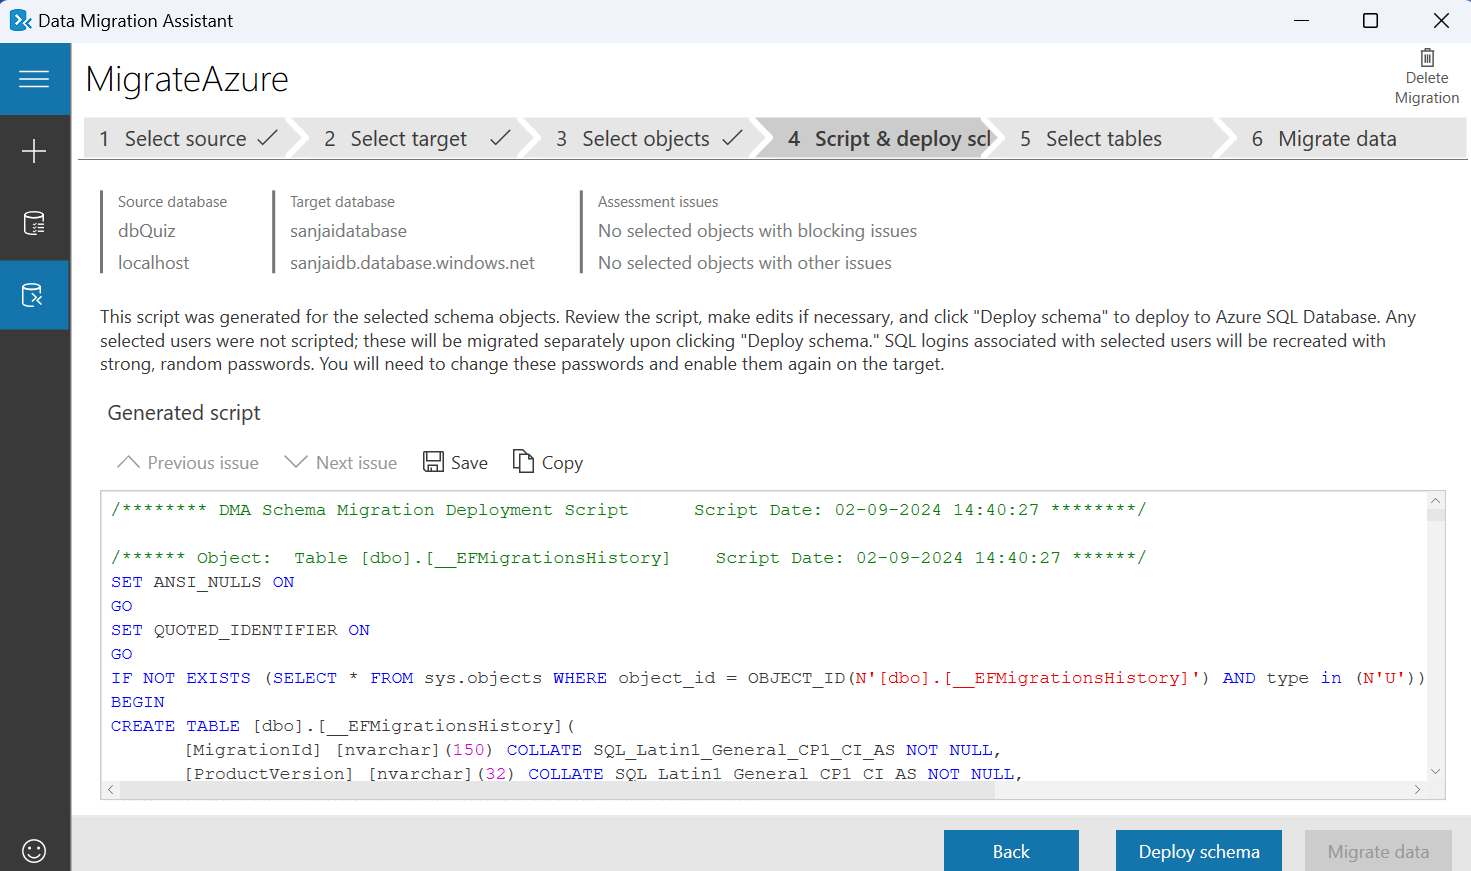 Data Migration Assistant
MigrateAzure
Delete
Migration
1 Select source
2 Select target
3 Select objects
4 Script & deploy scl
5 Select tables
6 Migrate data
Source database
dbQuiz
localhost
Target database
sanjaidatabase
sanjaidb.database.windows.net
Assessment issues
No selected objects with blocking issues
No selected objects with other issues
This script was generated for the selected schema objects. Review the script, make edits if necessary, and click "Deploy schema" to deploy to Azure SQL Database. Any
selected users were not scripted; these will be migrated separately upon clicking "Deploy schema." SQL logins associated with selected users will be recreated with
strong, random passwords. You will need to change these passwords and enable them again on the target.
Generated script
Previous issue
Next issue
Save
Copy
/******** DMA Schema Migration Deployment Script      Script Date: 02-09-2024 14:40:27 ********/
/****** Object:  Table [dbo].[__EFMigrationsHistory]    Script Date: 02-09-2024 14:40:27 ******/
SET ANSI_NULLS ON
GO
SET QUOTED_IDENTIFIER ON
GO
IF NOT EXISTS (SELECT * FROM sys.objects WHERE object_id = OBJECT_ID(N'[dbo].[__EFMigrationsHistory]') AND type in (N'U'))
BEGIN
CREATE TABLE [dbo].[__EFMigrationsHistory](
[MigrationId] [nvarchar](150) COLLATE SQL_Latin1_General_CP1_CI_AS NOT NULL,
[ProductVersion] [nvarchar](32) COLLATE SQL_Latin1_General_CP1_CI_AS NOT NULL,
Back
Deploy schema
Migrate data